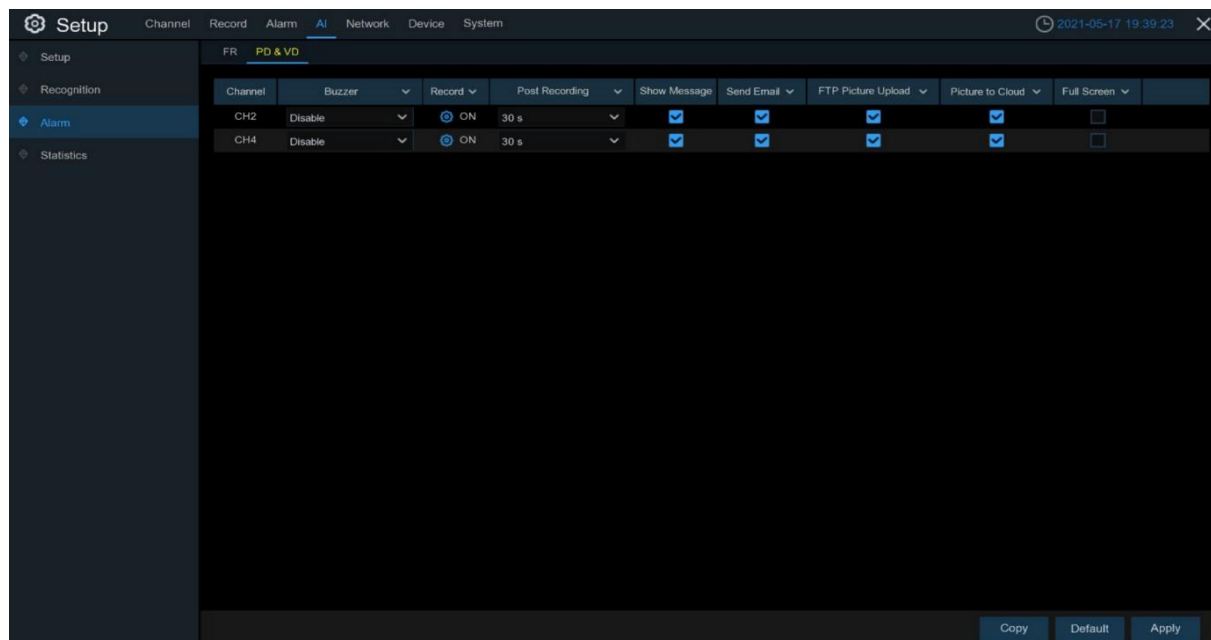 Setup Channel Record Alarm AI Network Device System 2021-05-17 19:39:23
Setup
Recognition
Alarm
Statistics
FR PD & VD
Channel Buzzer Record Post Recording Show Message Send Email FTP Picture Upload Picture to Cloud Full Screen
CH2 Disable ON 30 s
CH4 Disable ON 30 s
Copy Default Apply